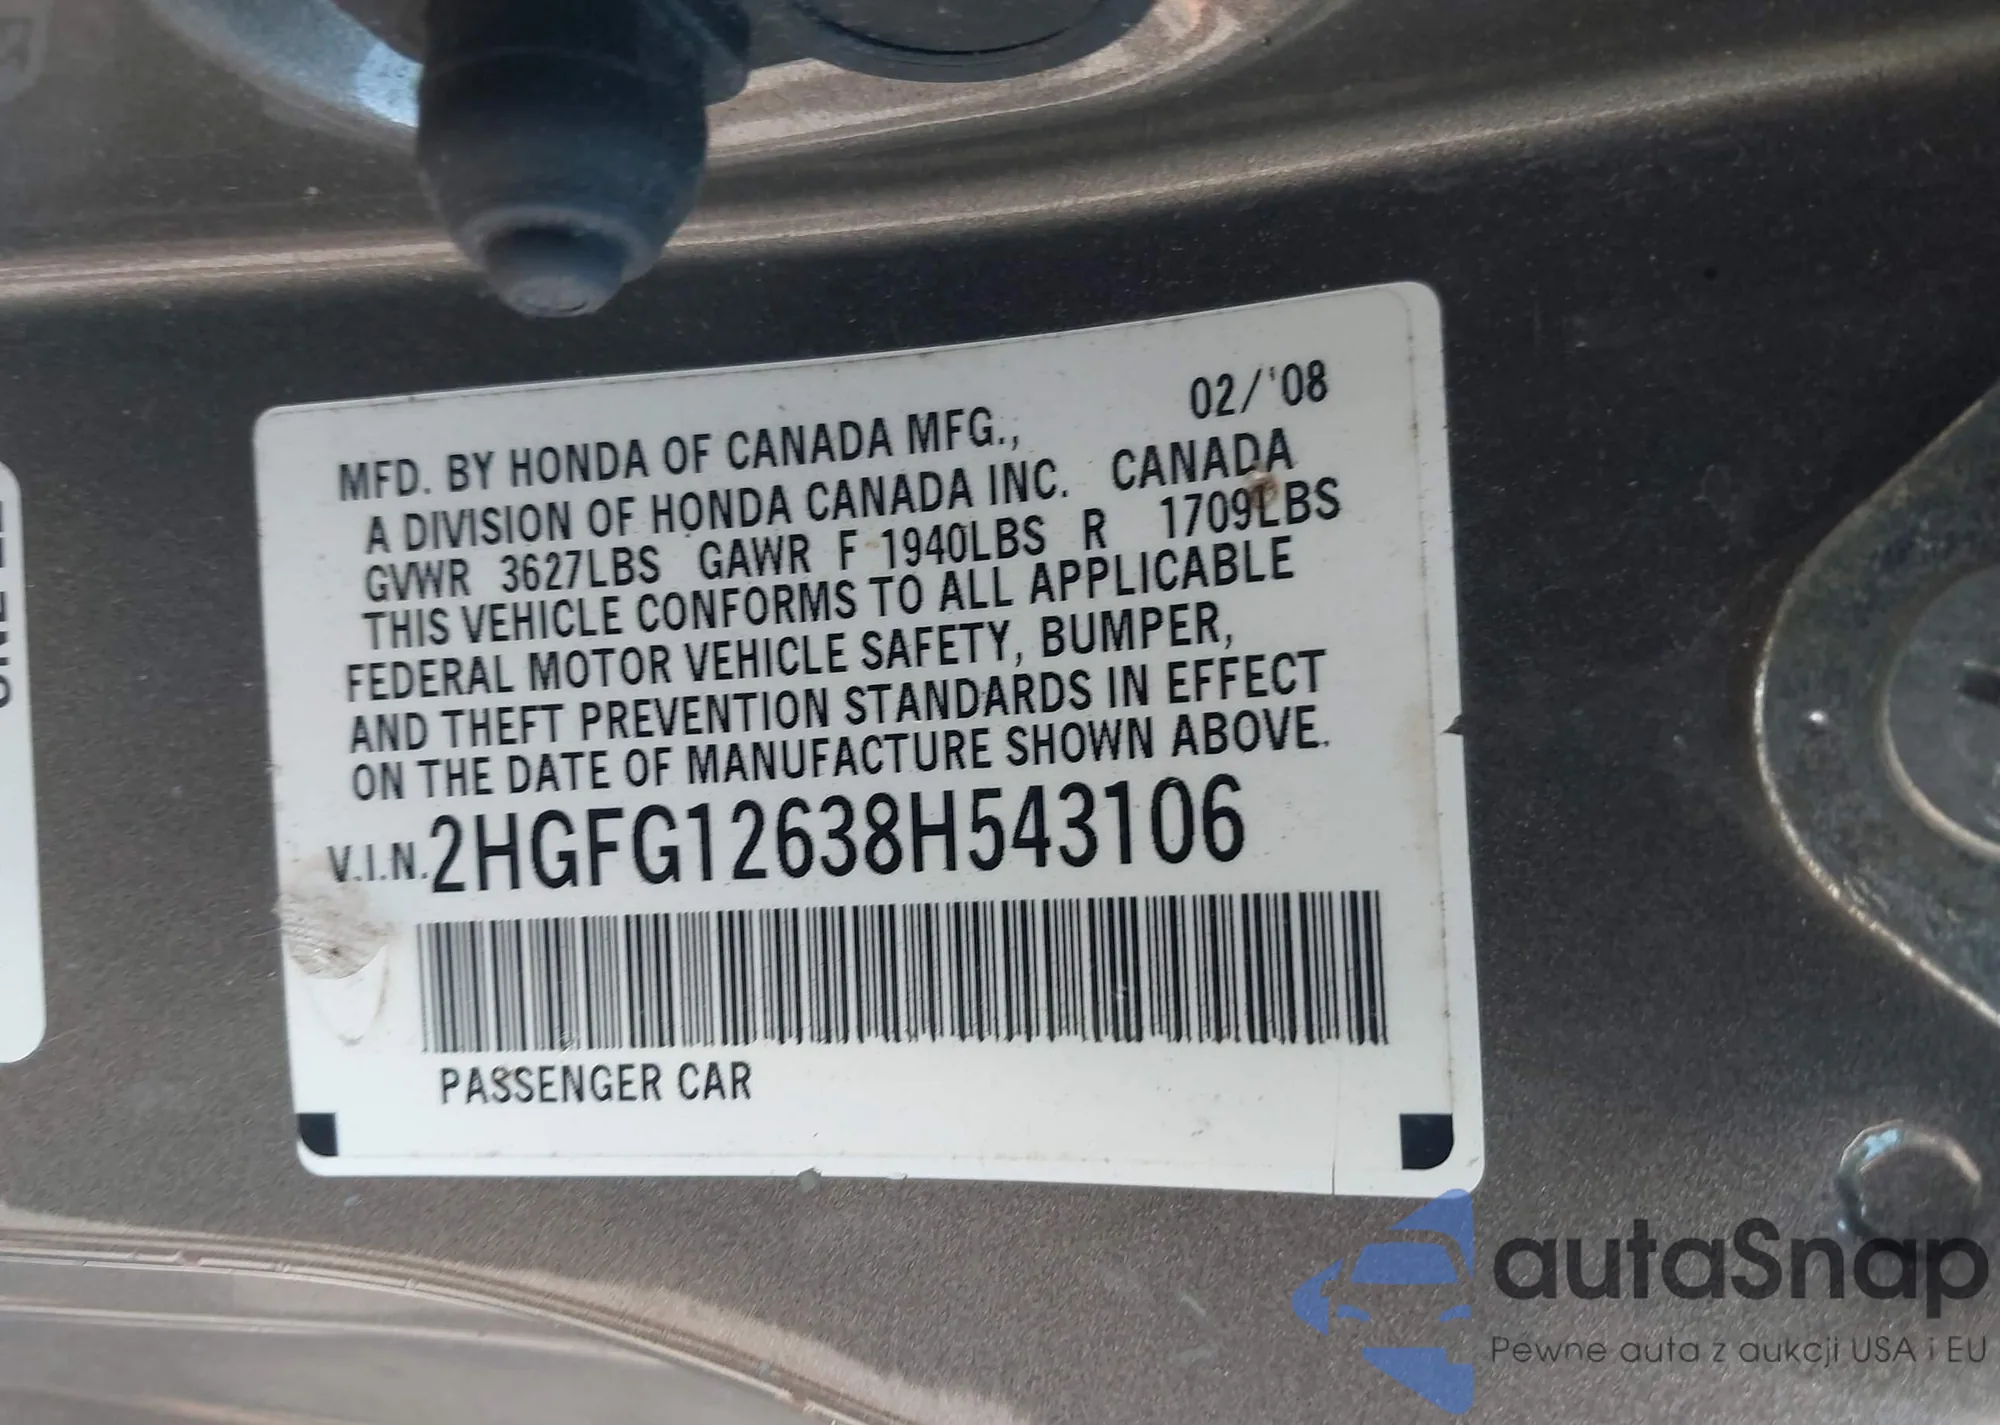 02/'08
MFD. BY HONDA OF CANADA MFG.,
A DIVISION OF HONDA CANADA INC. CANADA
GVWR 3627LBS GAWR F 1940LBS R 1709LBS
THIS VEHICLE CONFORMS TO ALL APPLICABLE
FEDERAL MOTOR VEHICLE SAFETY, BUMPER,
AND THEFT PREVENTION STANDARDS IN EFFECT
ON THE DATE OF MANUFACTURE SHOWN ABOVE.
V.I.N. 2HGFG12638H543106
PASSENGER CAR
autaSnap
Pewne auta z aukcji USA i EU